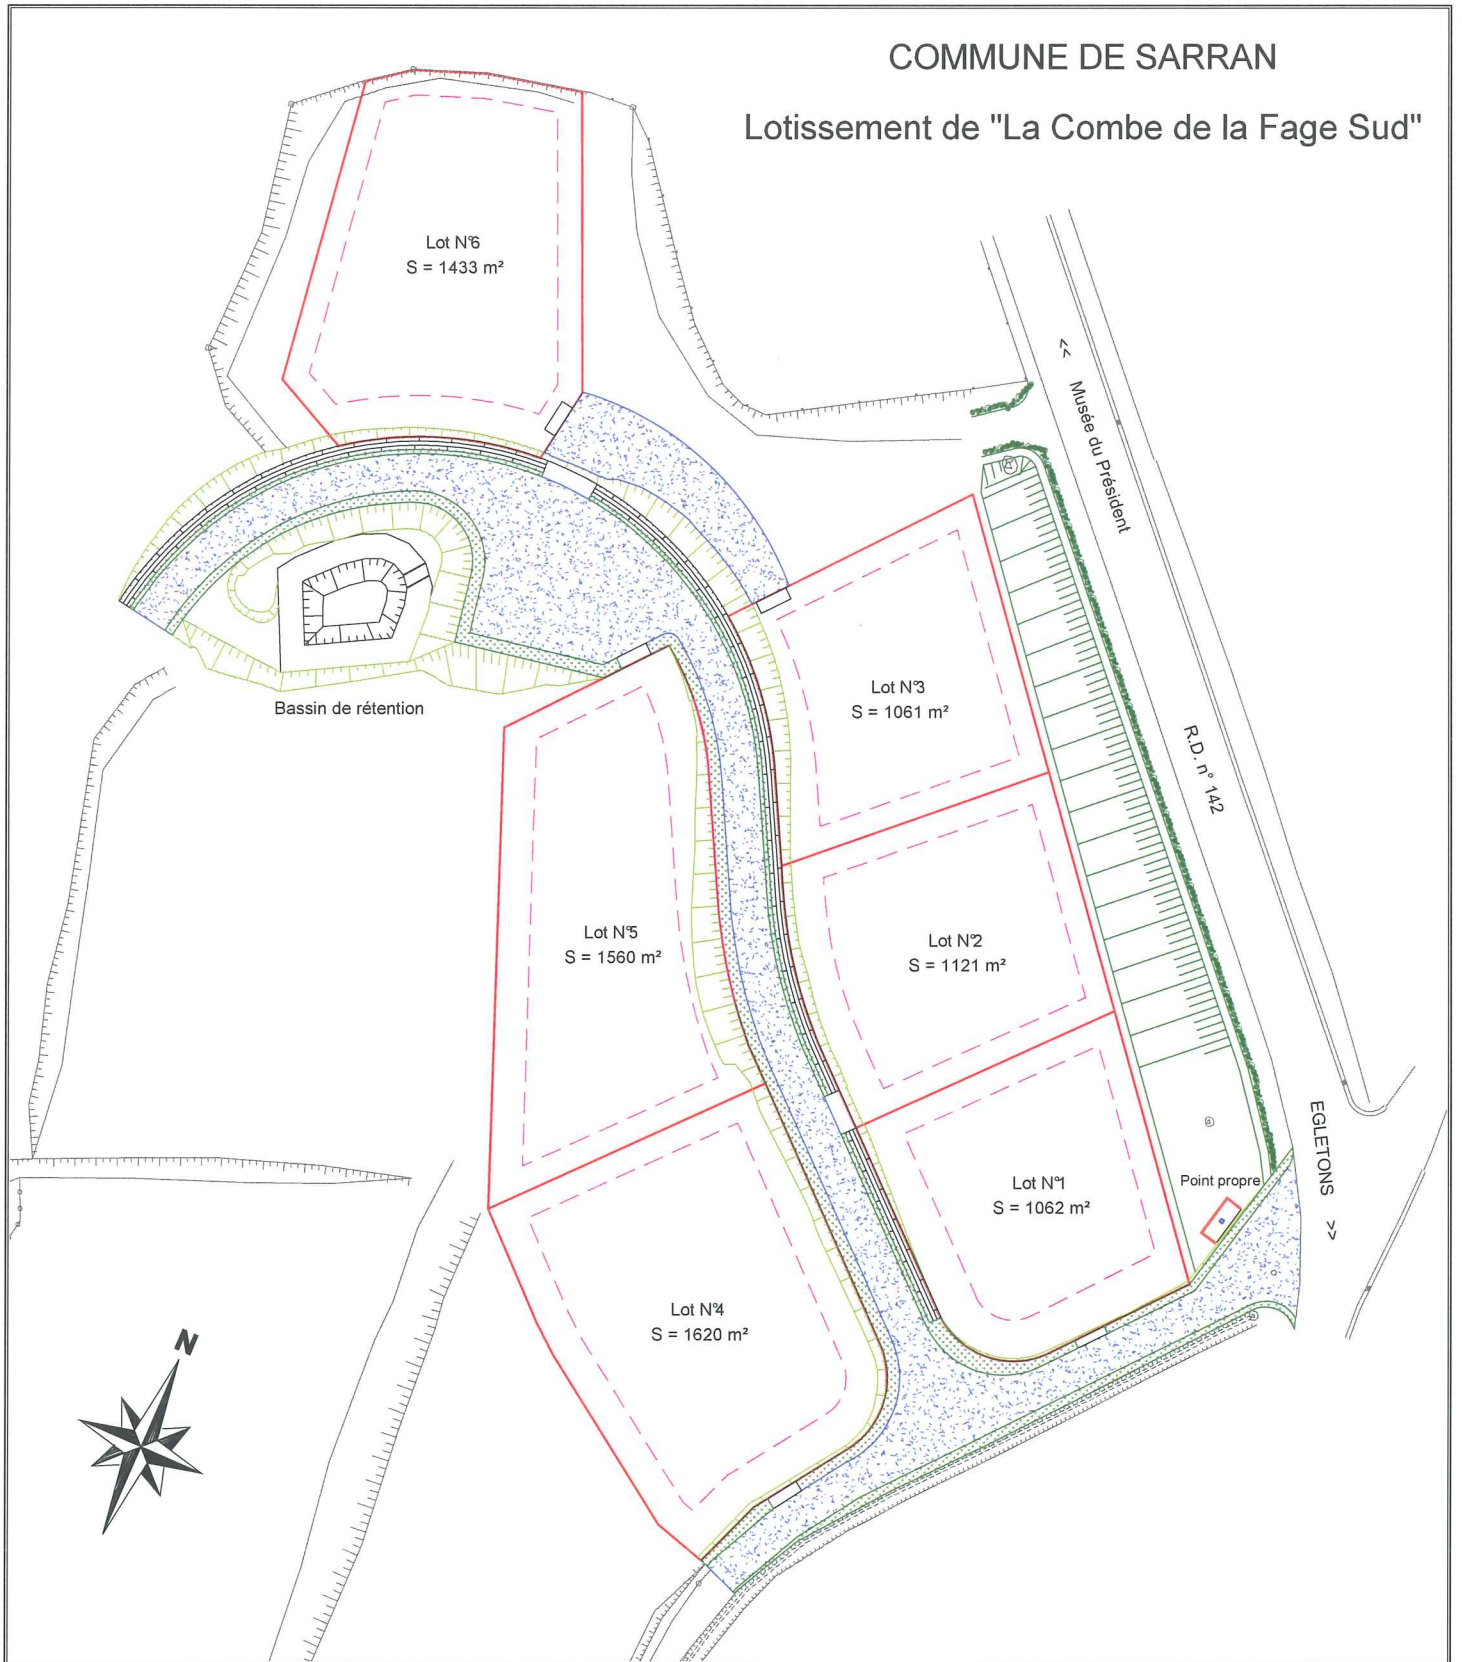 COMMUNE DE SARRAN
Lotissement de "La Combe de la Fage Sud"
Lot N°6
S = 1433 m²
<< Musée du Président
Lot N°3
S = 1061 m²
Bassin de rétention
R.D. n° 142
Lot N°5
S = 1560 m²
Lot N°2
S = 1121 m²
EGLETONS >>
Point propre
Lot N°1
S = 1062 m²
Lot N°4
S = 1620 m²
N